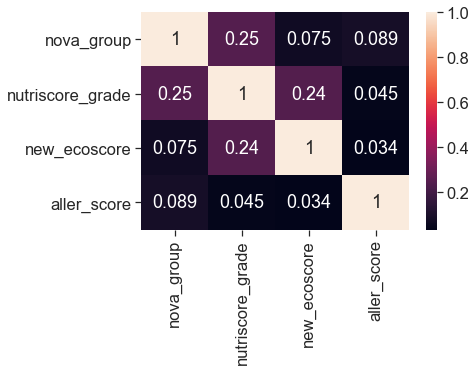 nova_group 1 0.25 0.075 0.089 1.0
nutriscore_grade 0.25 1 0.24 0.045 0.8
new_ecoscore 0.075 0.24 1 0.034 0.6
aller_score 0.089 0.045 0.034 1 0.4
0.2
nova_group
nutriscore_grade
new_ecoscore
aller_score